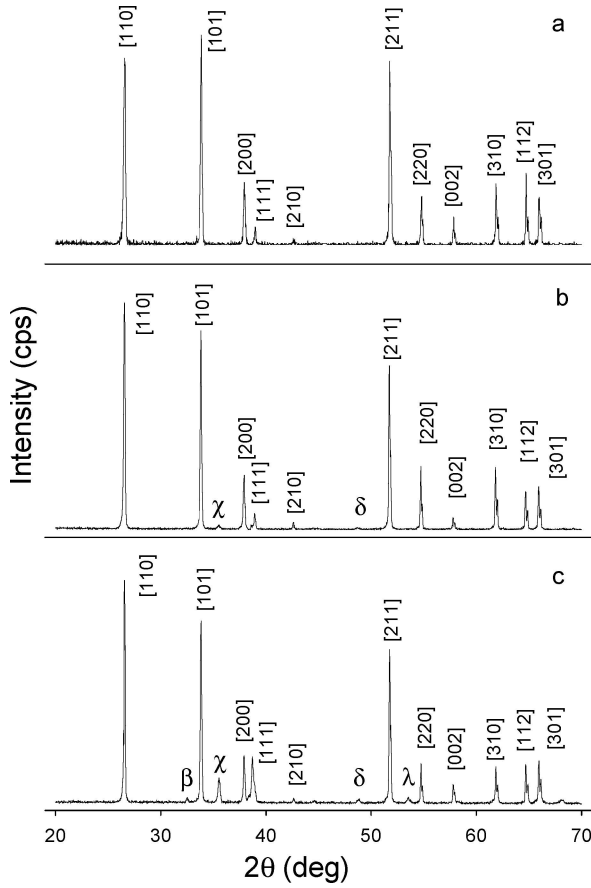 a
[110]
[101]
[200]
[111]
[210]
[211]
[220]
[002]
[310]
[112]
[301]
b
[110]
[101]
χ
[200]
[111]
[210]
δ
[211]
[220]
[002]
[310]
[112]
[301]
c
[110]
β
[101]
χ
[200]
[111]
[210]
δ
[211]
λ
[220]
[002]
[310]
[112]
[301]
20 30 40 50 60 70
2θ (deg)
Intensity (cps)